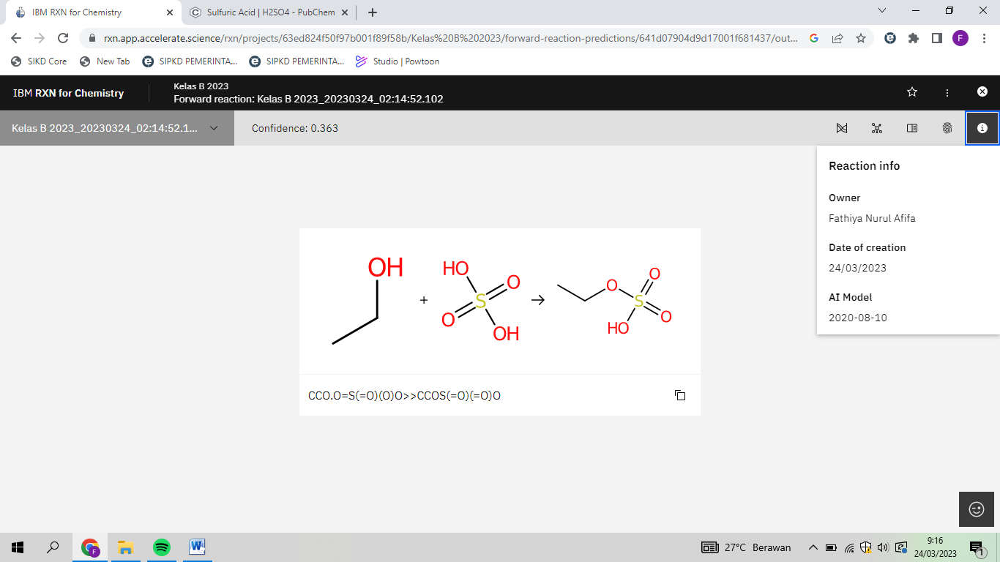 IBM RXN for Chemistry
Sulfuric Acid | H2SO4 - PubChem
rxn.app.accelerate.science/rxn/projects/63ed824f50f97b001f89f58b/Kelas%20B%202023/forward-reaction-predictions/641d07904d9d17001f681437/out...
F
SIKD Core
New Tab
SIPKD PEMERINTA...
SIPKD PEMERINTA...
Studio | Powtoon
IBM RXN for Chemistry
Kelas B 2023
Forward reaction: Kelas B 2023_20230324_02:14:52.102
Kelas B 2023_20230324_02:14:52.1...
Confidence: 0.363
Reaction info
Owner
Fathiya Nurul Afifa
Date of creation
24/03/2023
AI Model
2020-08-10
OH
+
HO
O
S
O
OH
O
O
S
O
HO
CCO.O=S(=O)(O)O>>CCOS(=O)(=O)O
F
W
27°C Berawan
9:16
24/03/2023
1